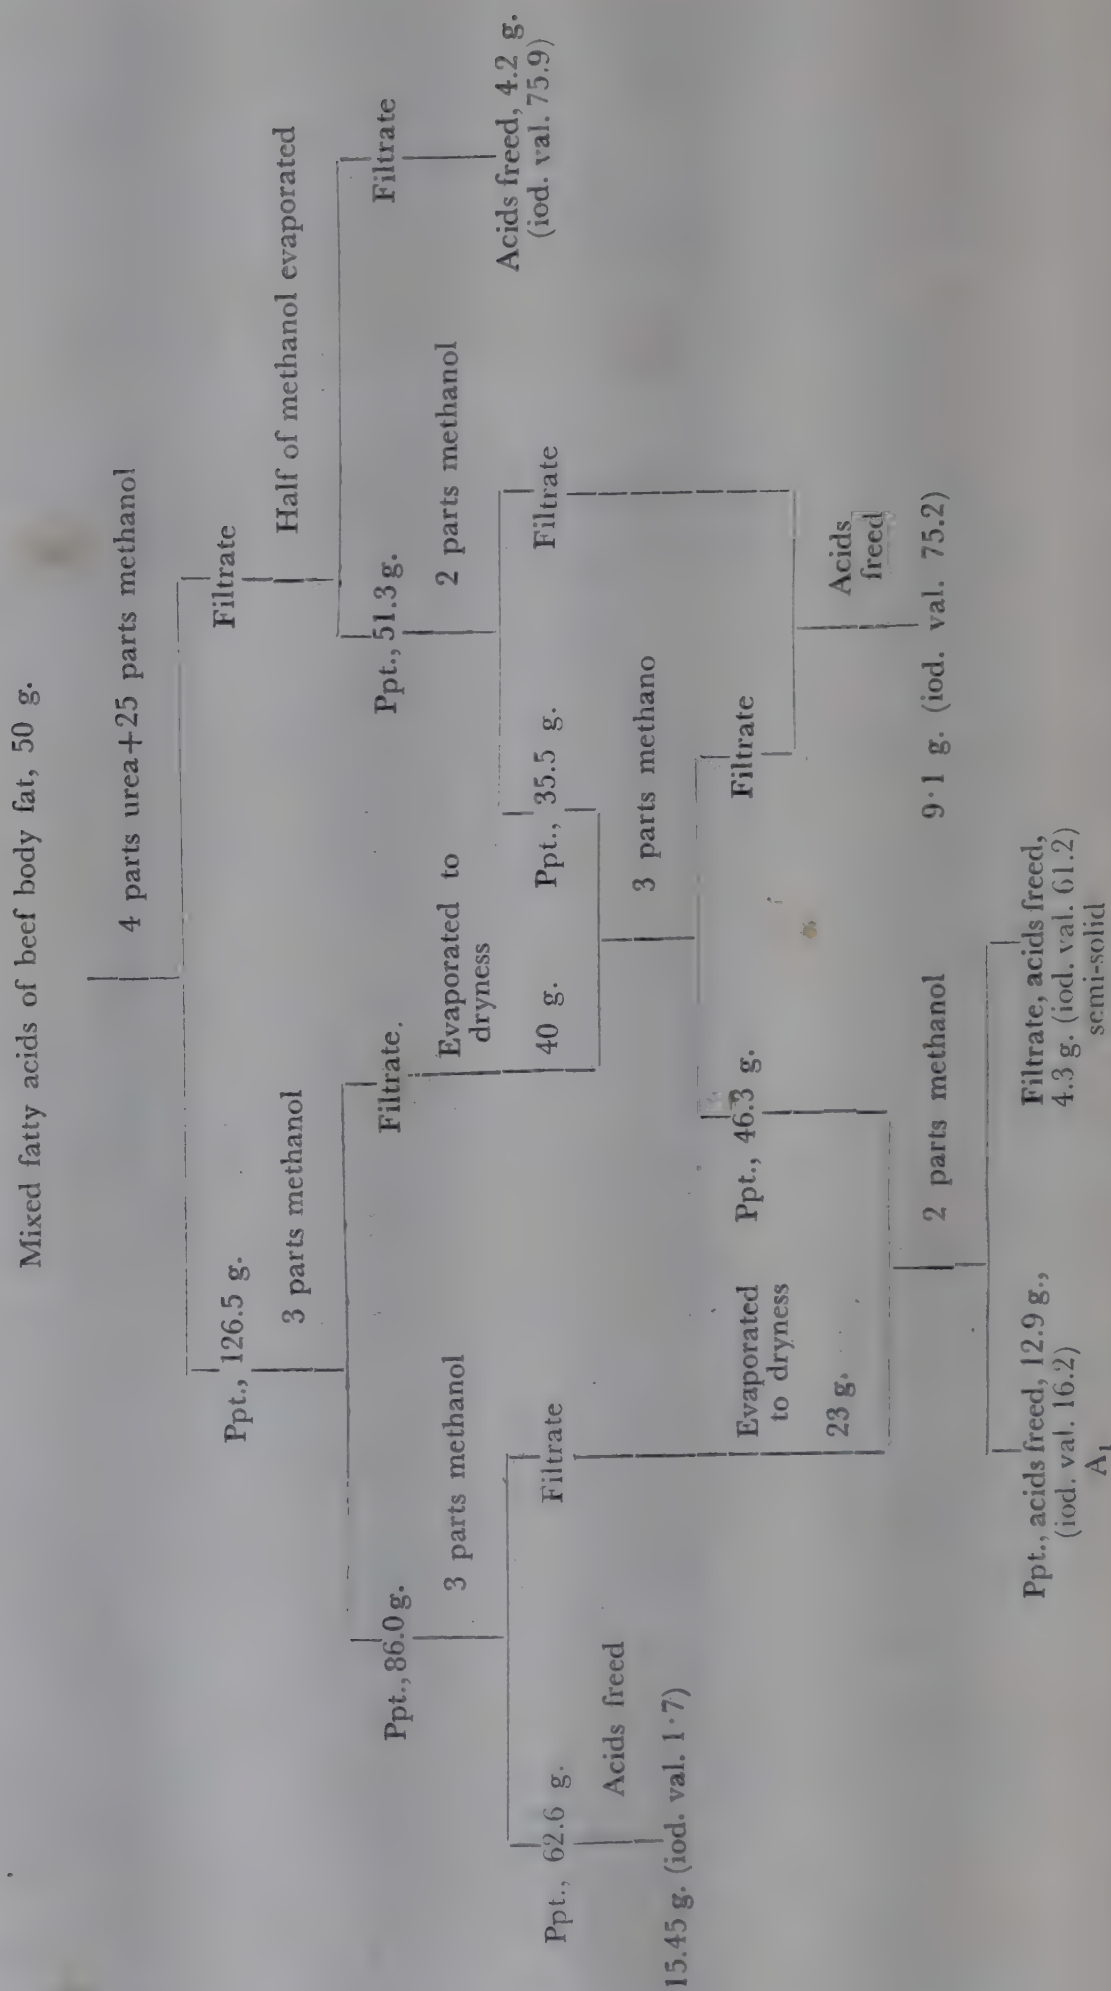 Mixed fatty acids of beef body fat, 50 g.
4 parts urea+25 parts methanol
Ppt., 126.5 g.
Filtrate
3 parts methanol
Half of methanol evaporated
Ppt., 86.0 g.
Filtrate.
Ppt., 51.3 g.
Filtrate
3 parts methanol
Evaporated to
dryness
2 parts methanol
Acids freed, 4.2 g.
(iod. val. 75.9)
Ppt., 62.6 g.
Filtrate
40 g.
Ppt., 35.5 g.
Filtrate
Acids freed
3 parts methano
15.45 g. (iod. val. 1·7)
Evaporated
to dryness
Ppt., 46.3 g.
Filtrate
23 g.
Acids
freed
2 parts methanol
9·1 g. (iod. val. 75.2)
Ppt., acids freed, 12.9 g.,
(iod. val. 16.2)
A1
Filtrate, acids freed,
4.3 g. (iod. val. 61.2)
semi-solid